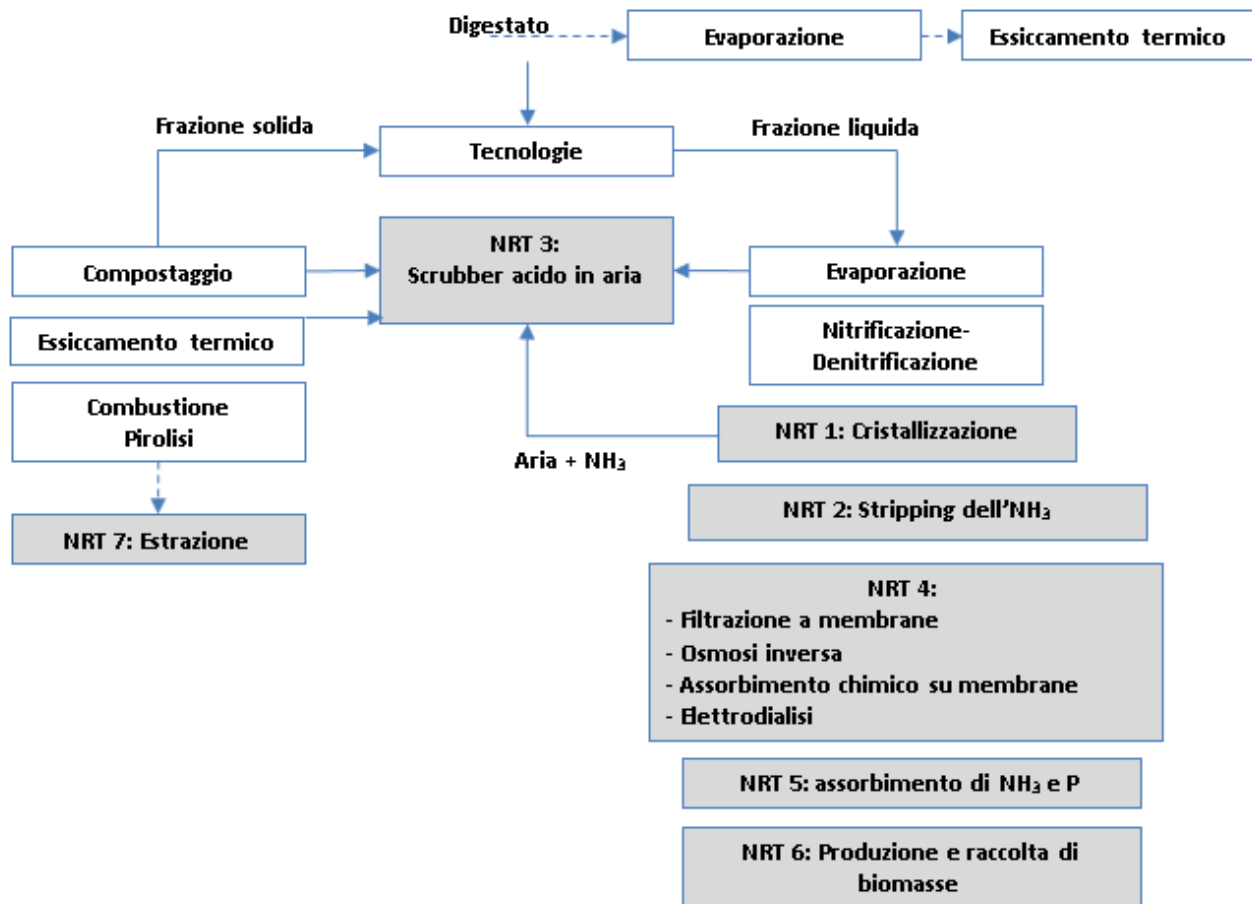 Digestato
Evaporazione
Essiccamento termico
Frazione solida
Tecnologie
Frazione liquida
NRT 3:
Scrubber acido in aria
Compostaggio
Evaporazione
Essiccamento termico
Nitrificazione-
Denitrificazione
Combustione
Pirolisi
NRT 1: Cristallizzazione
Aria + NH₃
NRT 2: Stripping dell'NH₃
NRT 7: Estrazione
NRT 4:
- Filtrazione a membrane
- Osmosi inversa
- Assorbimento chimico su membrane
- Elettrodialisi
NRT 5: assorbimento di NH₃ e P
NRT 6: Produzione e raccolta di
biomasse